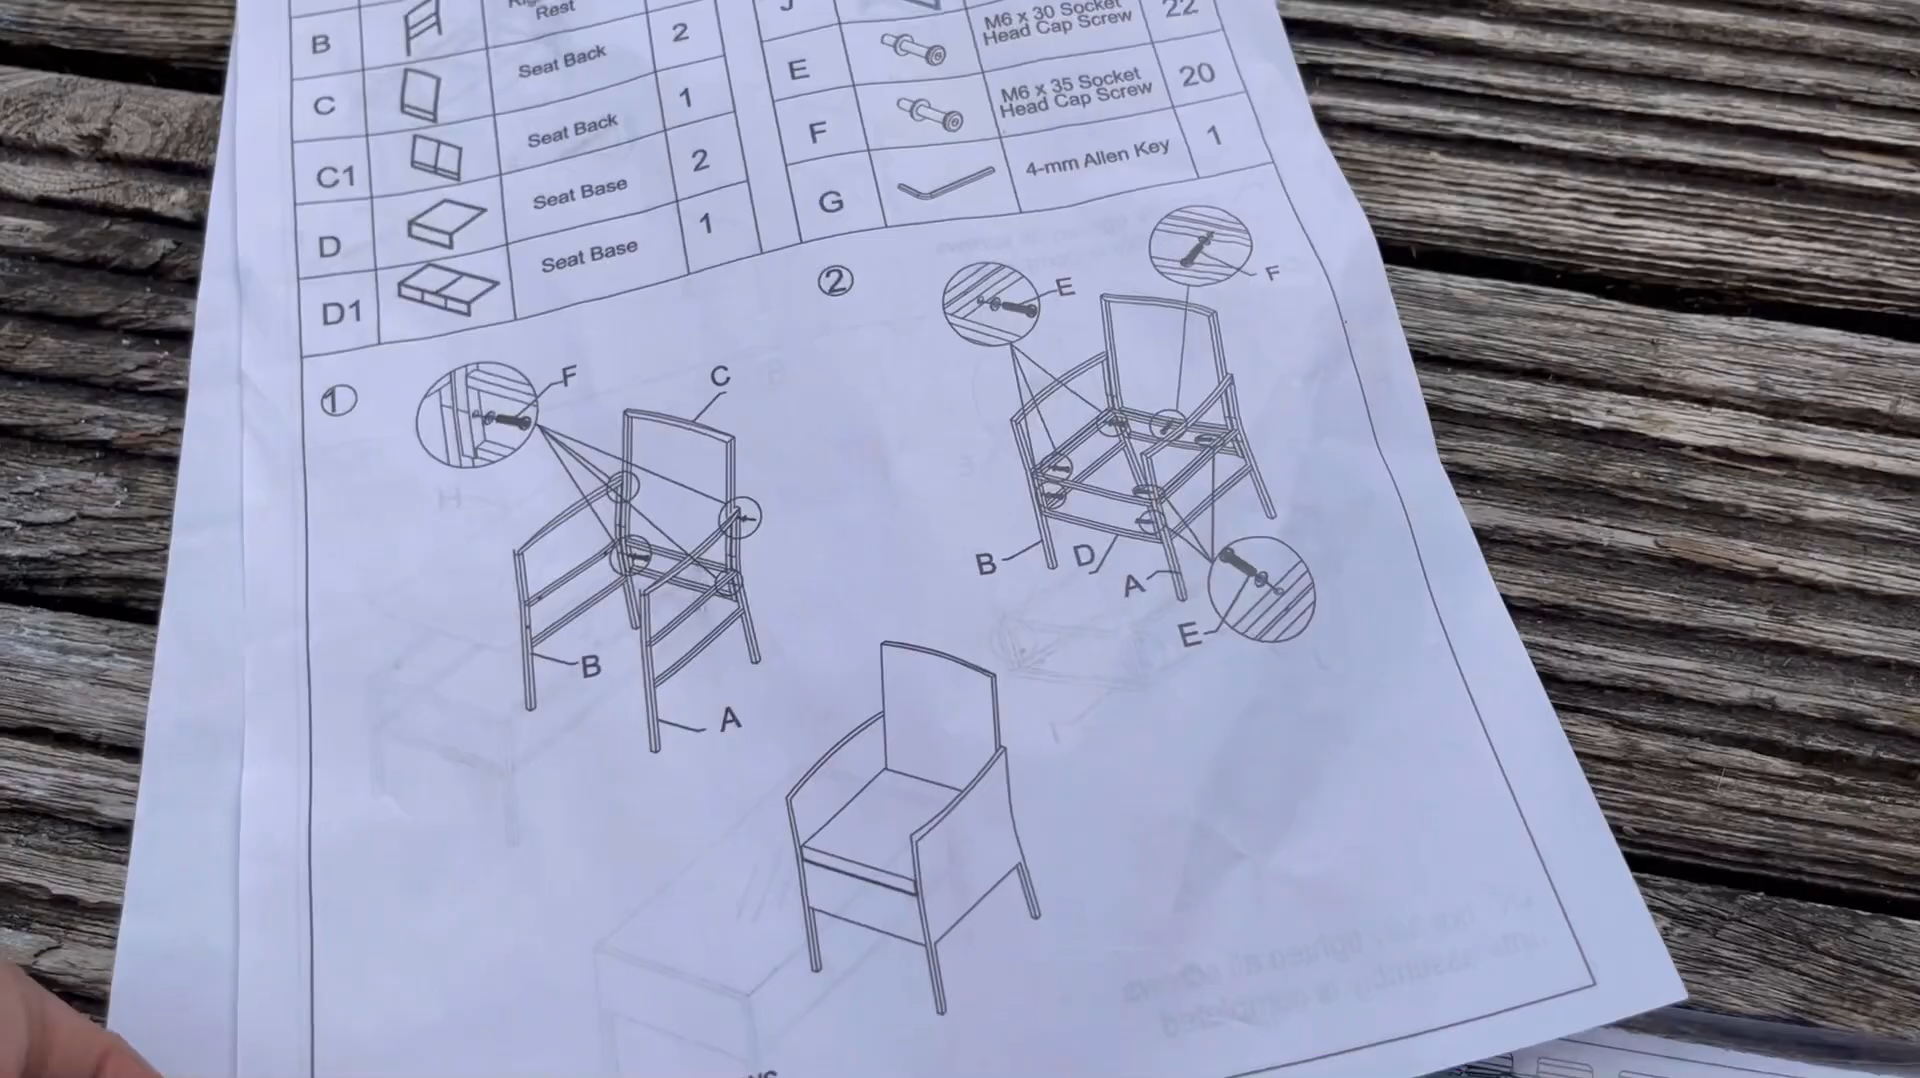 B
Rest
C
Seat Back
2
C1
Seat Back
1
D
Seat Base
2
D1
Seat Base
1
J
E
M6 x 30 Socket
Head Cap Screw
22
F
M6 x 35 Socket
Head Cap Screw
20
G
4-mm Allen Key
1
1
F
C
B
A
2
E
F
B
D
A
E